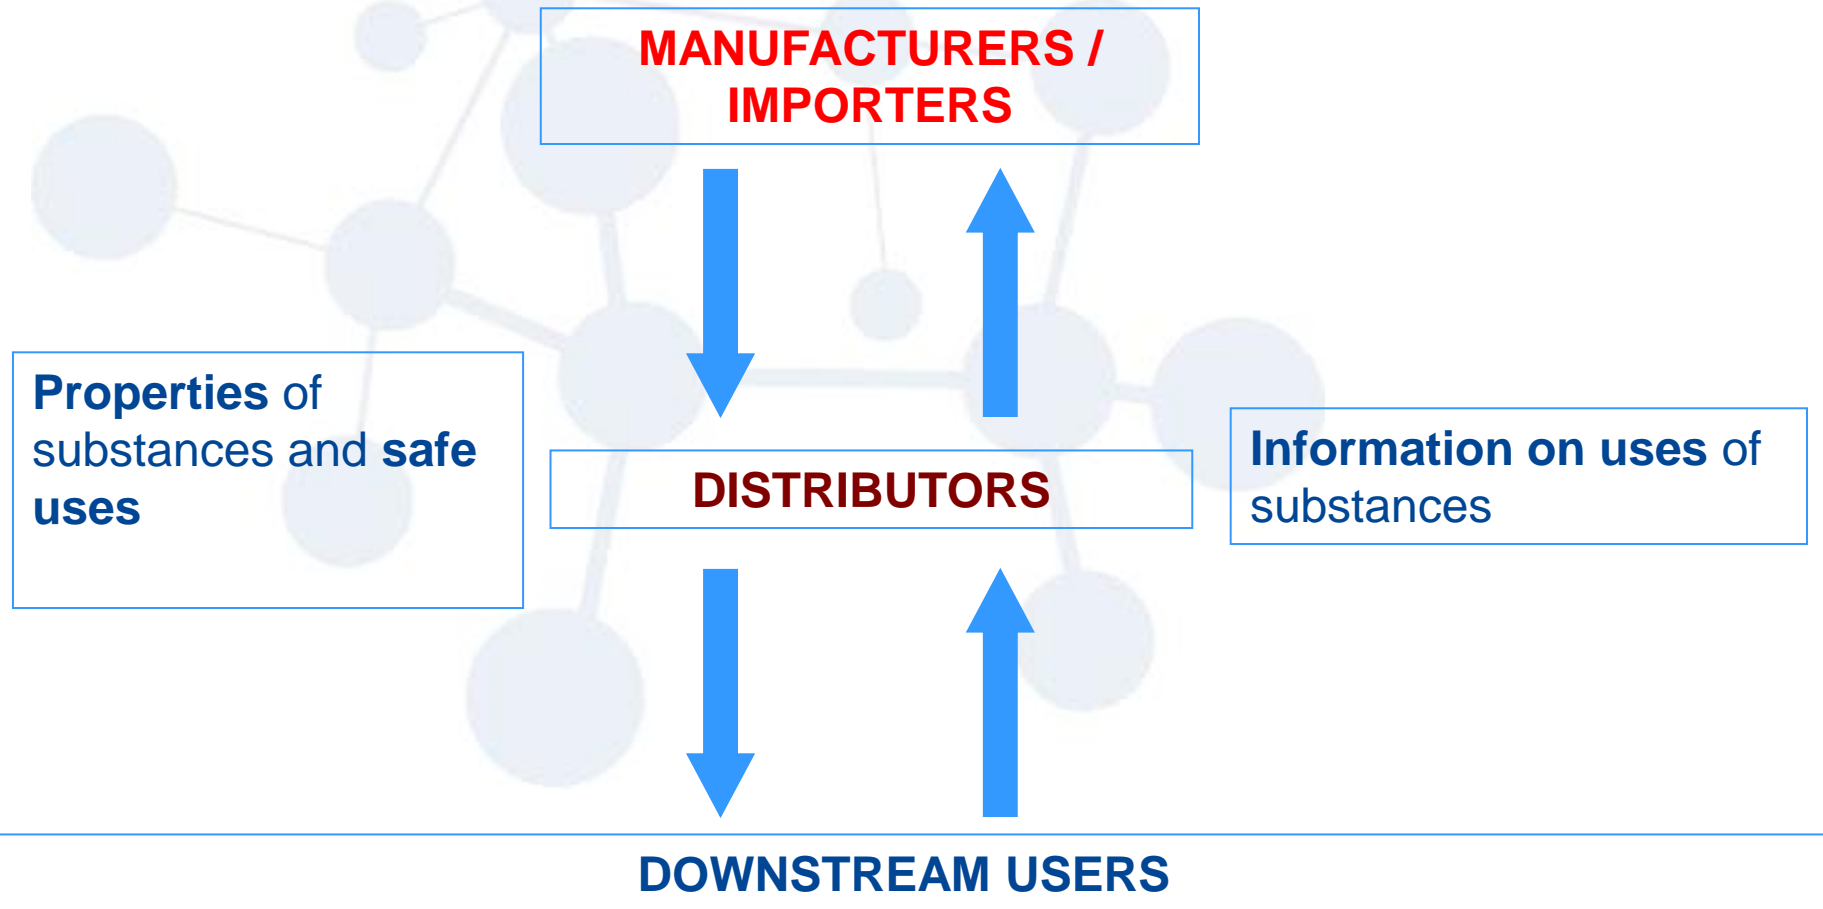 MANUFACTURERS /
IMPORTERS
Properties of
substances and safe
uses
DISTRIBUTORS
Information on uses of
substances
DOWNSTREAM USERS